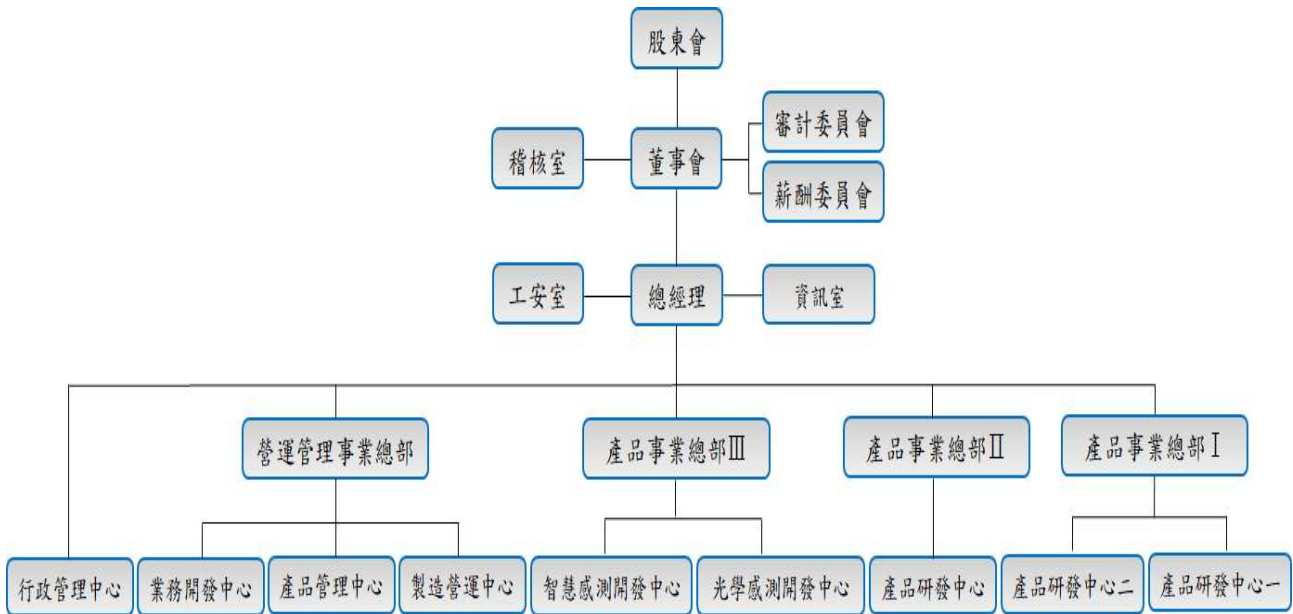 股東會
審計委員會
稽核室
董事會
薪酬委員會
工安室
總經理
資訊室
營運管理事業總部
產品事業總部Ⅲ
產品事業總部Ⅱ
產品事業總部Ⅰ
行政管理中心
業務開發中心
產品管理中心
製造營運中心
智慧感測開發中心
光學感測開發中心
產品研發中心
產品研發中心二
產品研發中心一